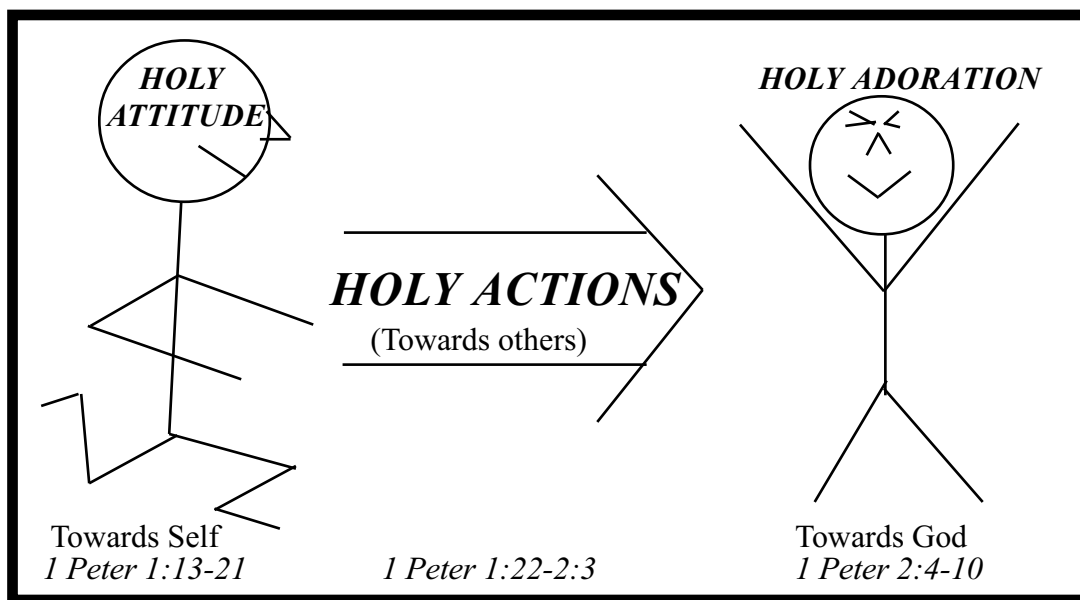 HOLY
ATTITUDE
HOLY ADORATION
HOLY ACTIONS
(Towards others)
Towards Self
1 Peter 1:13-21
1 Peter 1:22-2:3
Towards God
1 Peter 2:4-10